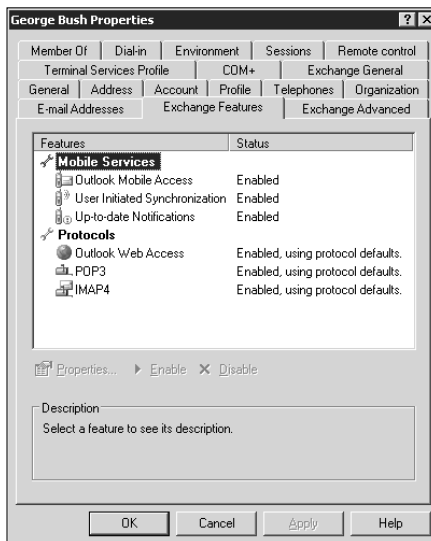 George Bush Properties
Member Of Dial-in Environment Sessions Remote control
Terminal Services Profile COM+ Exchange General
General Address Account Profile Telephones Organization
E-mail Addresses Exchange Features Exchange Advanced
Features Status
Mobile Services
Outlook Mobile Access Enabled
User Initiated Synchronization Enabled
Up-to-date Notifications Enabled
Protocols
Outlook Web Access Enabled, using protocol defaults.
POP3 Enabled, using protocol defaults.
IMAP4 Enabled, using protocol defaults.
Properties... Enable Disable
Description
Select a feature to see its description.
OK Cancel Apply Help